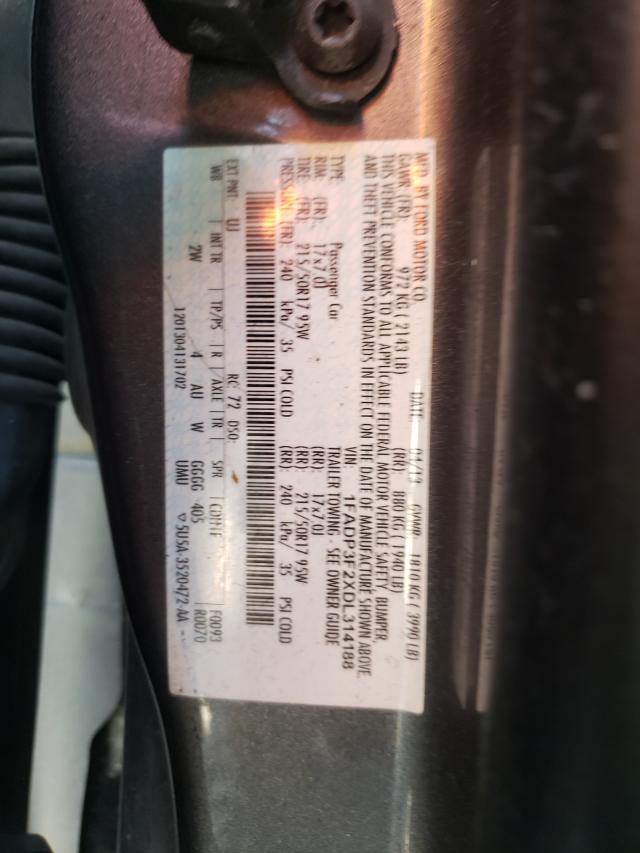 MFD. BY FORD MOTOR CO.
DATE: 04/13 GVWR: 1810 KG ( 3990 LB)
GAWR (FR): 972 KG ( 2143 LB) (RR): 880 KG ( 1940 LB)
THIS VEHICLE CONFORMS TO ALL APPLICABLE FEDERAL MOTOR VEHICLE SAFETY, BUMPER,
AND THEFT PREVENTION STANDARDS IN EFFECT ON THE DATE OF MANUFACTURE SHOWN ABOVE.
VIN: 1FADP3F2XDL314188
TYPE: Passenger Car TRAILER TOWING: SEE OWNER GUIDE
RIM: (FR): 17x7.0J (RR): 17x7.0J
TIRE: (FR): 215/50R17 95W (RR): 215/50R17 95W
PRESSURE (FR): 240 kPa/ 35 PSI COLD (RR): 240 kPa/ 35 PSI COLD
EXT PNT: UJ RC: 72 DSO: F0093
WB INT TR TP/PS R AXLE TR SPR R0070
2W 4 AU W GGGG 4D5
1201304131702 UMU ▽5U5A-3520472-AA